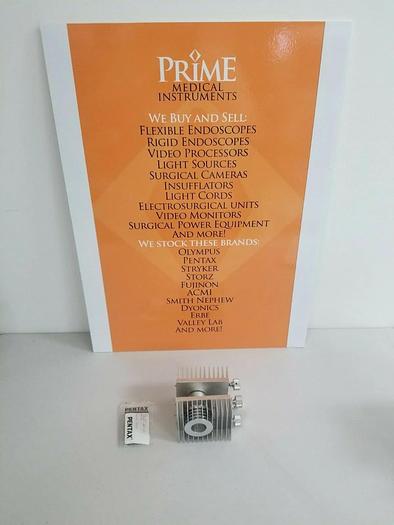 PRIME
MEDICAL
INSTRUMENTS
WE BUY AND SELL:
FLEXIBLE ENDOSCOPES
RIGID ENDOSCOPES
VIDEO PROCESSORS
LIGHT SOURCES
SURGICAL CAMERAS
INSUFFLATORS
LIGHT CORDS
ELECTROSURGICAL UNITS
VIDEO MONITORS
SURGICAL POWER EQUIPMENT
AND MORE!
WE STOCK THESE BRANDS:
OLYMPUS
PENTAX
STRYKER
STORZ
FUJINON
ACMI
SMITH NEPHEW
DYONICS
ERBE
VALLEY LAB
AND MORE!
PENTAX
PENTAX